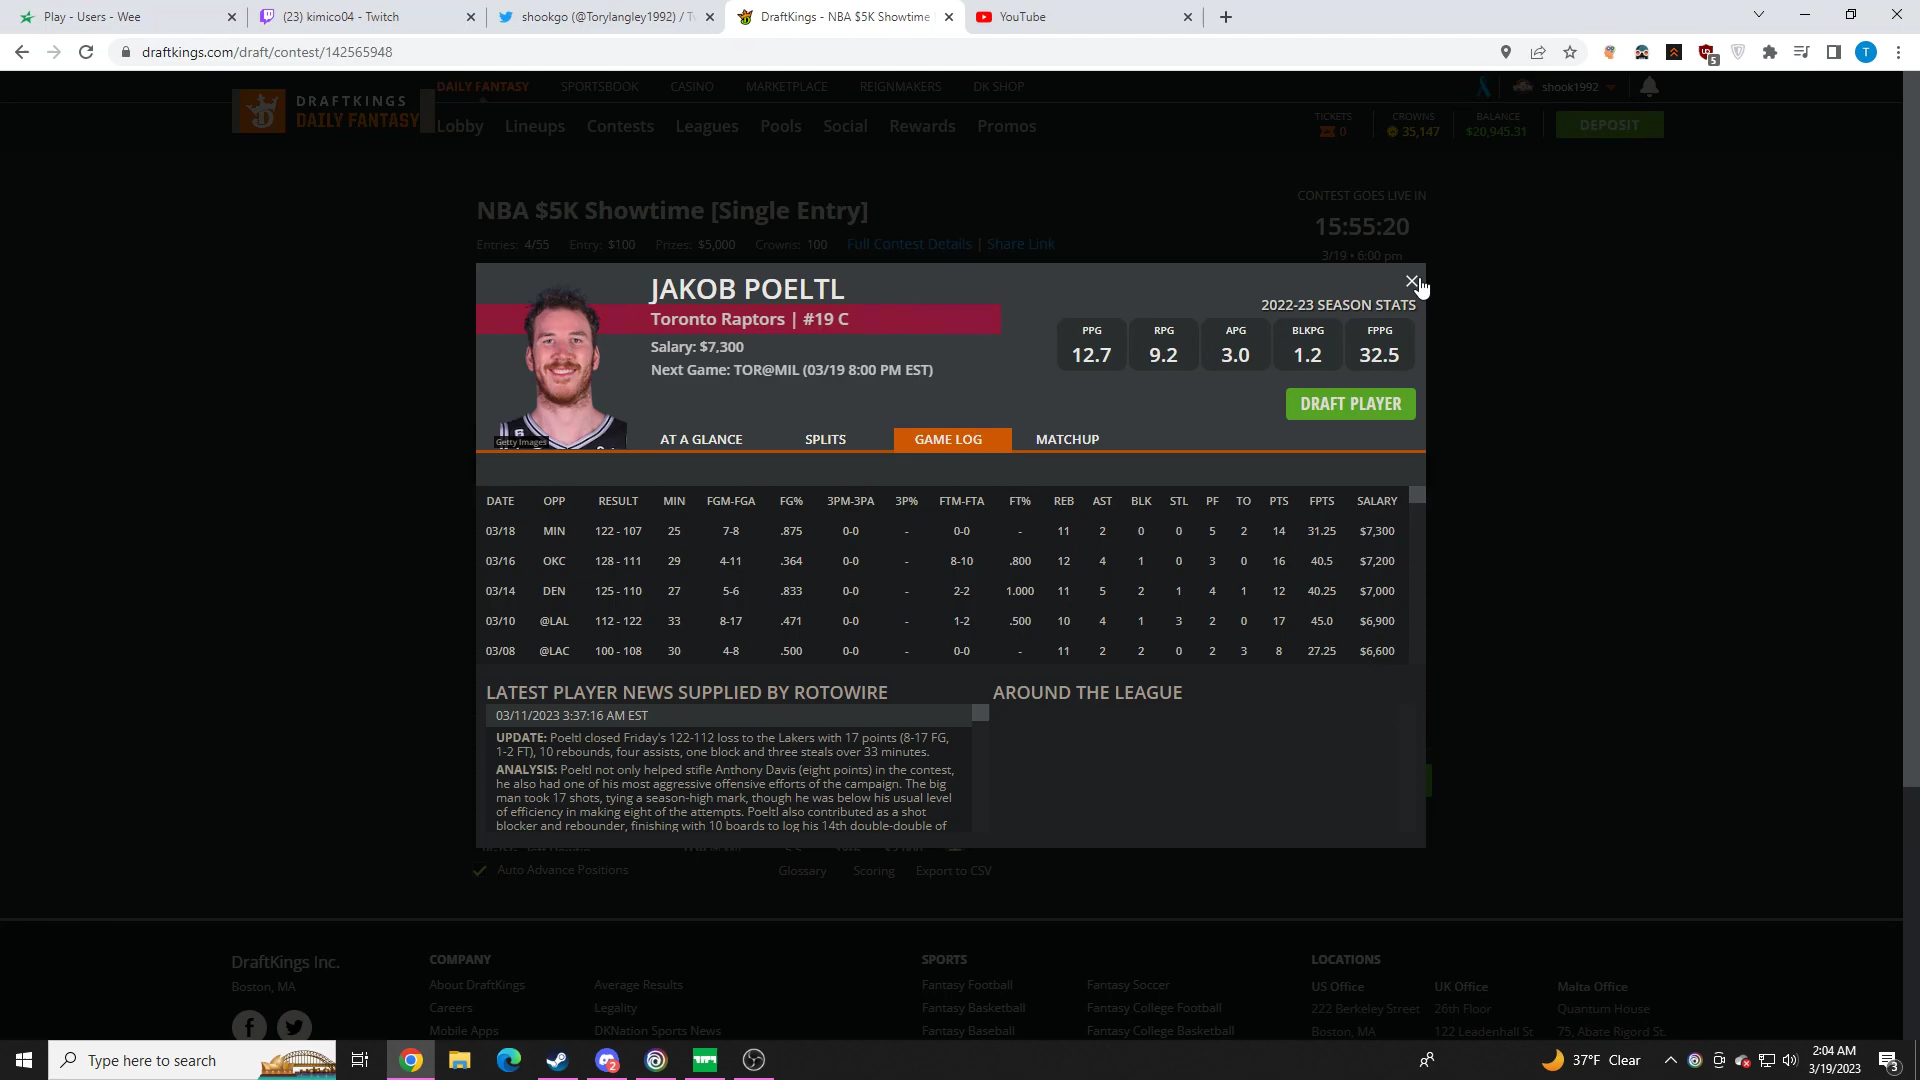 Play - Users - Wee
(23) kimico04 - Twitch
shookgo (@Torylangley1992) / T
DraftKings - NBA $5K Showtime
YouTube
draftkings.com/draft/contest/142565948
5
T
DRAFTKINGS
DAILY FANTASY
DAILY FANTASY SPORTSBOOK CASINO MARKETPLACE REIGNMAKERS DK SHOP
shook1992
Lobby Lineups Contests Leagues Pools Social Rewards Promos
TICKETS CROWNS BALANCE
0 35,147 $20,945.31
DEPOSIT
NBA $5K Showtime [Single Entry]
Entries: 4/55 Entry: $100 Prizes: $5,000 Crowns: 100 Full Contest Details | Share Link
CONTEST GOES LIVE IN
15:55:20
3/19 • 6:00 pm
JAKOB POELTL
Toronto Raptors | #19 C
Salary: $7,300
Next Game: TOR@MIL (03/19 8:00 PM EST)
Getty Images
2022-23 SEASON STATS
PPG RPG APG BLKPG FPPG
12.7 9.2 3.0 1.2 32.5
DRAFT PLAYER
AT A GLANCE SPLITS GAME LOG MATCHUP
DATE OPP RESULT MIN FGM-FGA FG% 3PM-3PA 3P% FTM-FTA FT% REB AST BLK STL PF TO PTS FPTS SALARY
03/18 MIN 122 - 107 25 7-8 .875 0-0 - 0-0 - 11 2 0 0 5 2 14 31.25 $7,300
03/16 OKC 128 - 111 29 4-11 .364 0-0 - 8-10 .800 12 4 1 0 3 0 16 40.5 $7,200
03/14 DEN 125 - 110 27 5-6 .833 0-0 - 2-2 1.000 11 5 2 1 4 1 12 40.25 $7,000
03/10 @LAL 112 - 122 33 8-17 .471 0-0 - 1-2 .500 10 4 1 3 2 0 17 45.0 $6,900
03/08 @LAC 100 - 108 30 4-8 .500 0-0 - 0-0 - 11 2 2 0 2 3 8 27.25 $6,600
LATEST PLAYER NEWS SUPPLIED BY ROTOWIRE
03/11/2023 3:37:16 AM EST
UPDATE: Poeltl closed Friday's 122-112 loss to the Lakers with 17 points (8-17 FG,
1-2 FT), 10 rebounds, four assists, one block and three steals over 33 minutes.
ANALYSIS: Poeltl not only helped stifle Anthony Davis (eight points) in the contest,
he also had one of his most aggressive offensive efforts of the campaign. The big
man took 17 shots, tying a season-high mark, though he was below his usual level
of efficiency in making eight of the attempts. Poeltl also contributed as a shot
blocker and rebounder, finishing with 10 boards to log his 14th double-double of
AROUND THE LEAGUE
Auto Advance Positions
Glossary Scoring Export to CSV
DraftKings Inc.
Boston, MA
COMPANY
About DraftKings Average Results
Careers Legality
Mobile Apps DKNation Sports News
SPORTS
Fantasy Football Fantasy Soccer
Fantasy Basketball Fantasy College Football
Fantasy Baseball Fantasy College Basketball
LOCATIONS
US Office UK Office Malta Office
222 Berkeley Street 26th Floor Quantum House
Boston, MA 122 Leadenhall St 75, Abate Rigord St.
Type here to search
2
37°F Clear
2:04 AM
3/19/2023
3